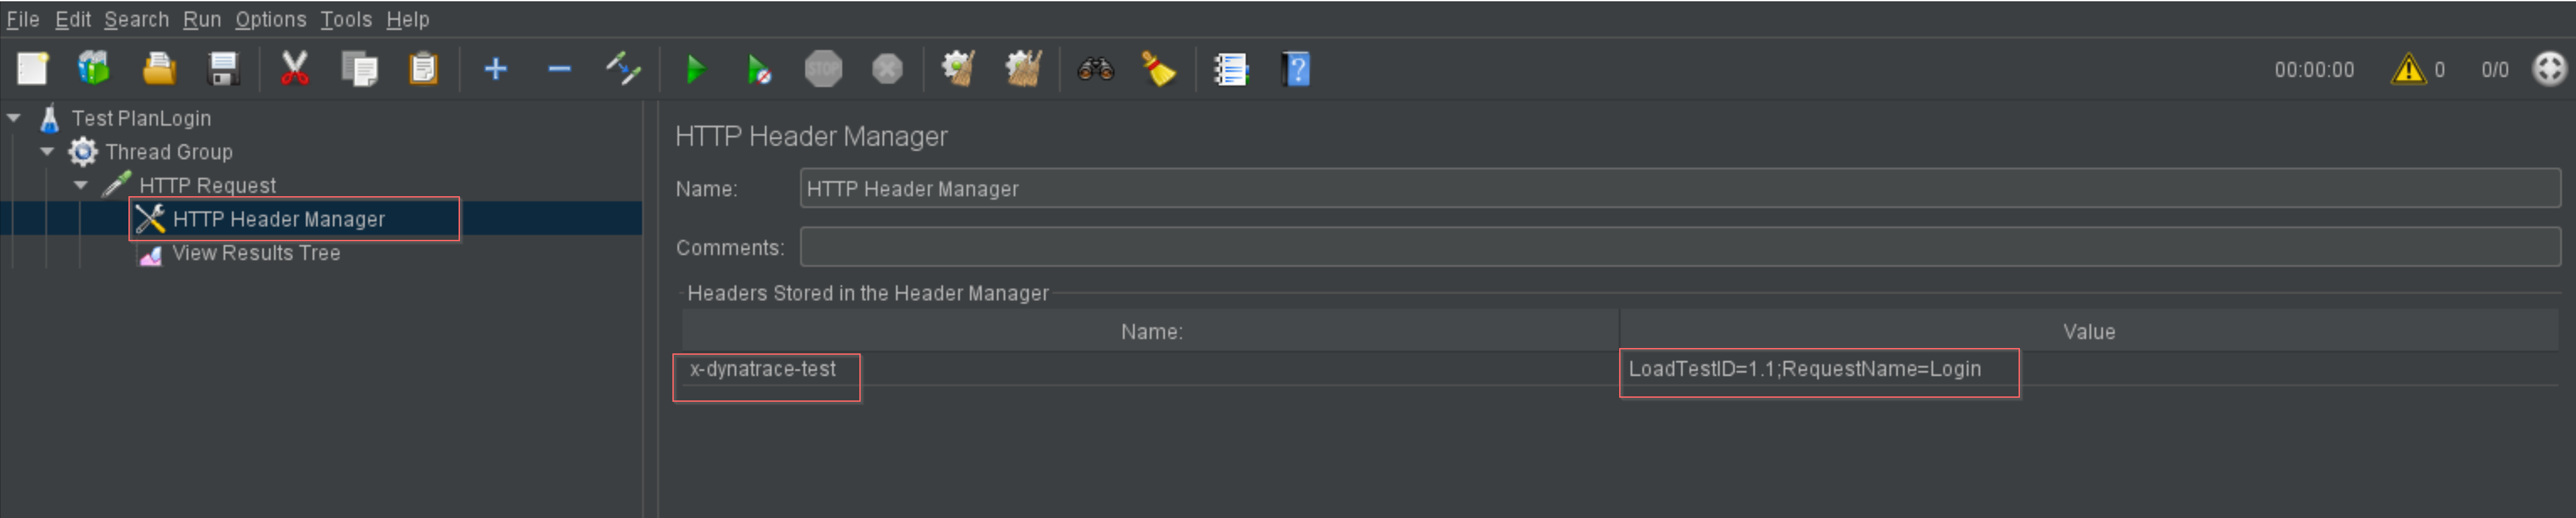 File Edit Search Run Options Tools Help
STOP
?
00:00:00
0
0/0
Test PlanLogin
Thread Group
HTTP Request
HTTP Header Manager
View Results Tree
HTTP Header Manager
Name: HTTP Header Manager
Comments:
Headers Stored in the Header Manager
Name: Value
x-dynatrace-test LoadTestID=1.1;RequestName=Login